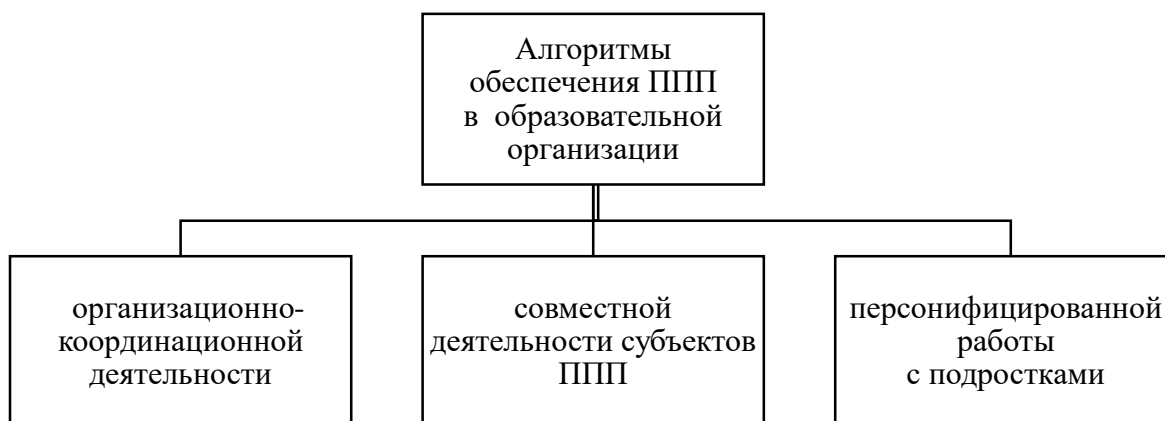 Алгоритмы
обеспечения ППП
в образовательной
организации
организационно-
координационной
деятельности
совместной
деятельности субъектов
ППП
персонифицированной
работы
с подростками